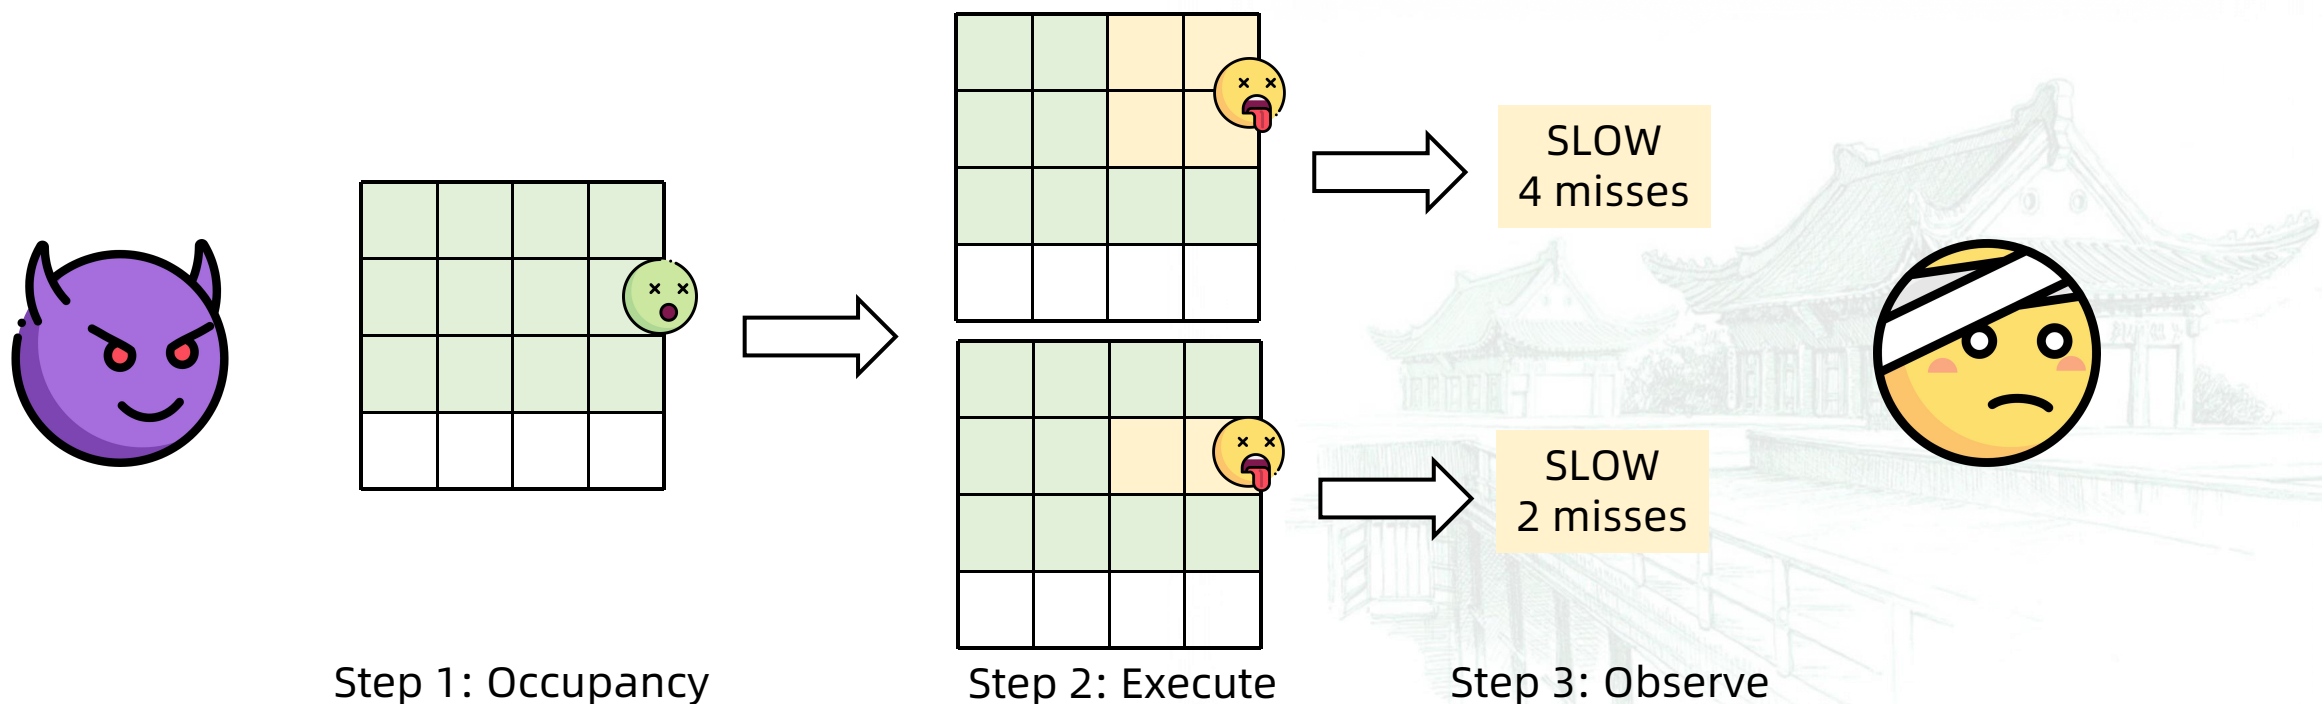 SLOW
4 misses
SLOW
2 misses
Step 1: Occupancy
Step 2: Execute
Step 3: Observe